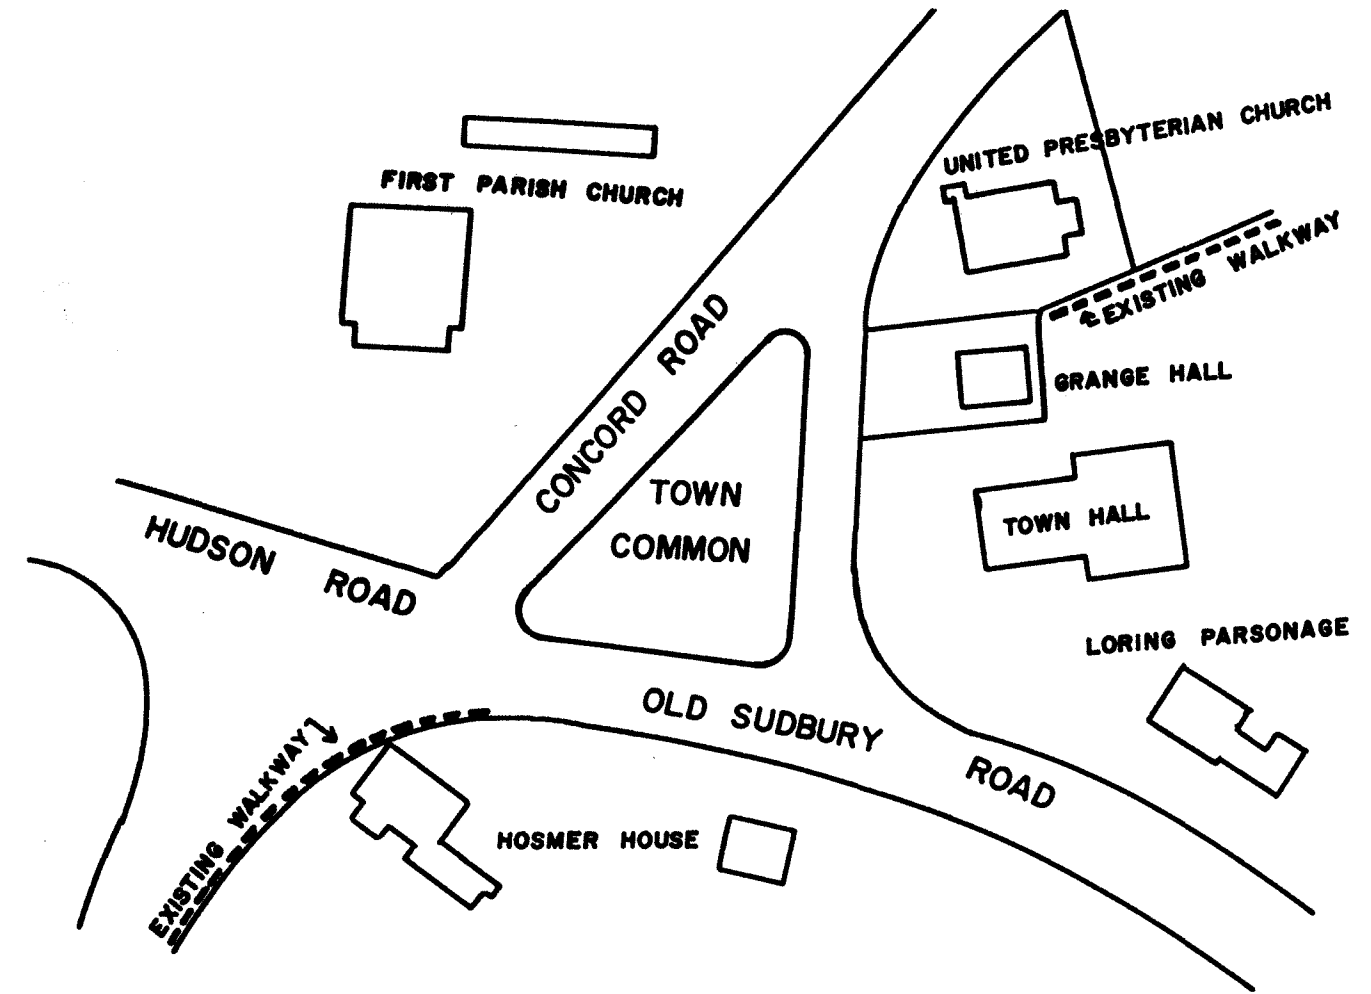 UNITED PRESBYTERIAN CHURCH
FIRST PARISH CHURCH
EXISTING WALKWAY
CONCORD ROAD
GRANGE HALL
TOWN
COMMON
TOWN HALL
HUDSON ROAD
LORING PARSONAGE
OLD SUDBURY ROAD
EXISTING WALKWAY
HOSMER HOUSE